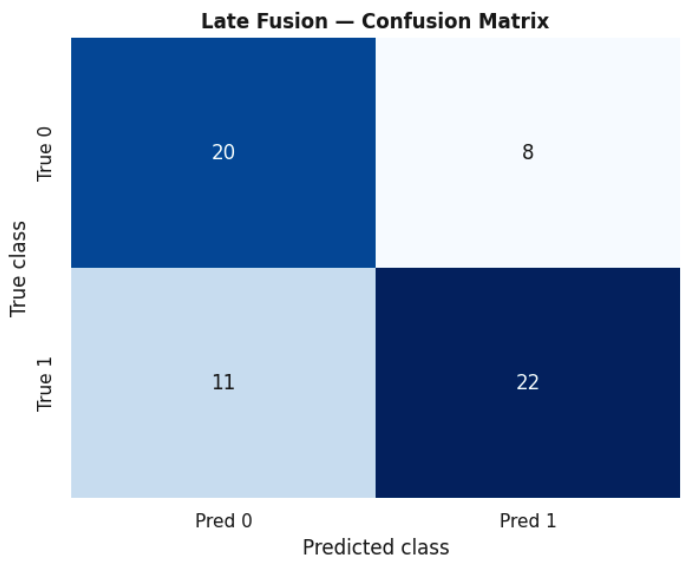 Late Fusion — Confusion Matrix
True class
True 0
20
8
True 1
11
22
Pred 0
Pred 1
Predicted class